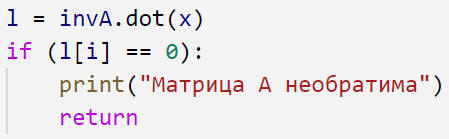 l = invA.dot(x)
if (l[i] == 0):
    print("Матрица A необратима")
    return